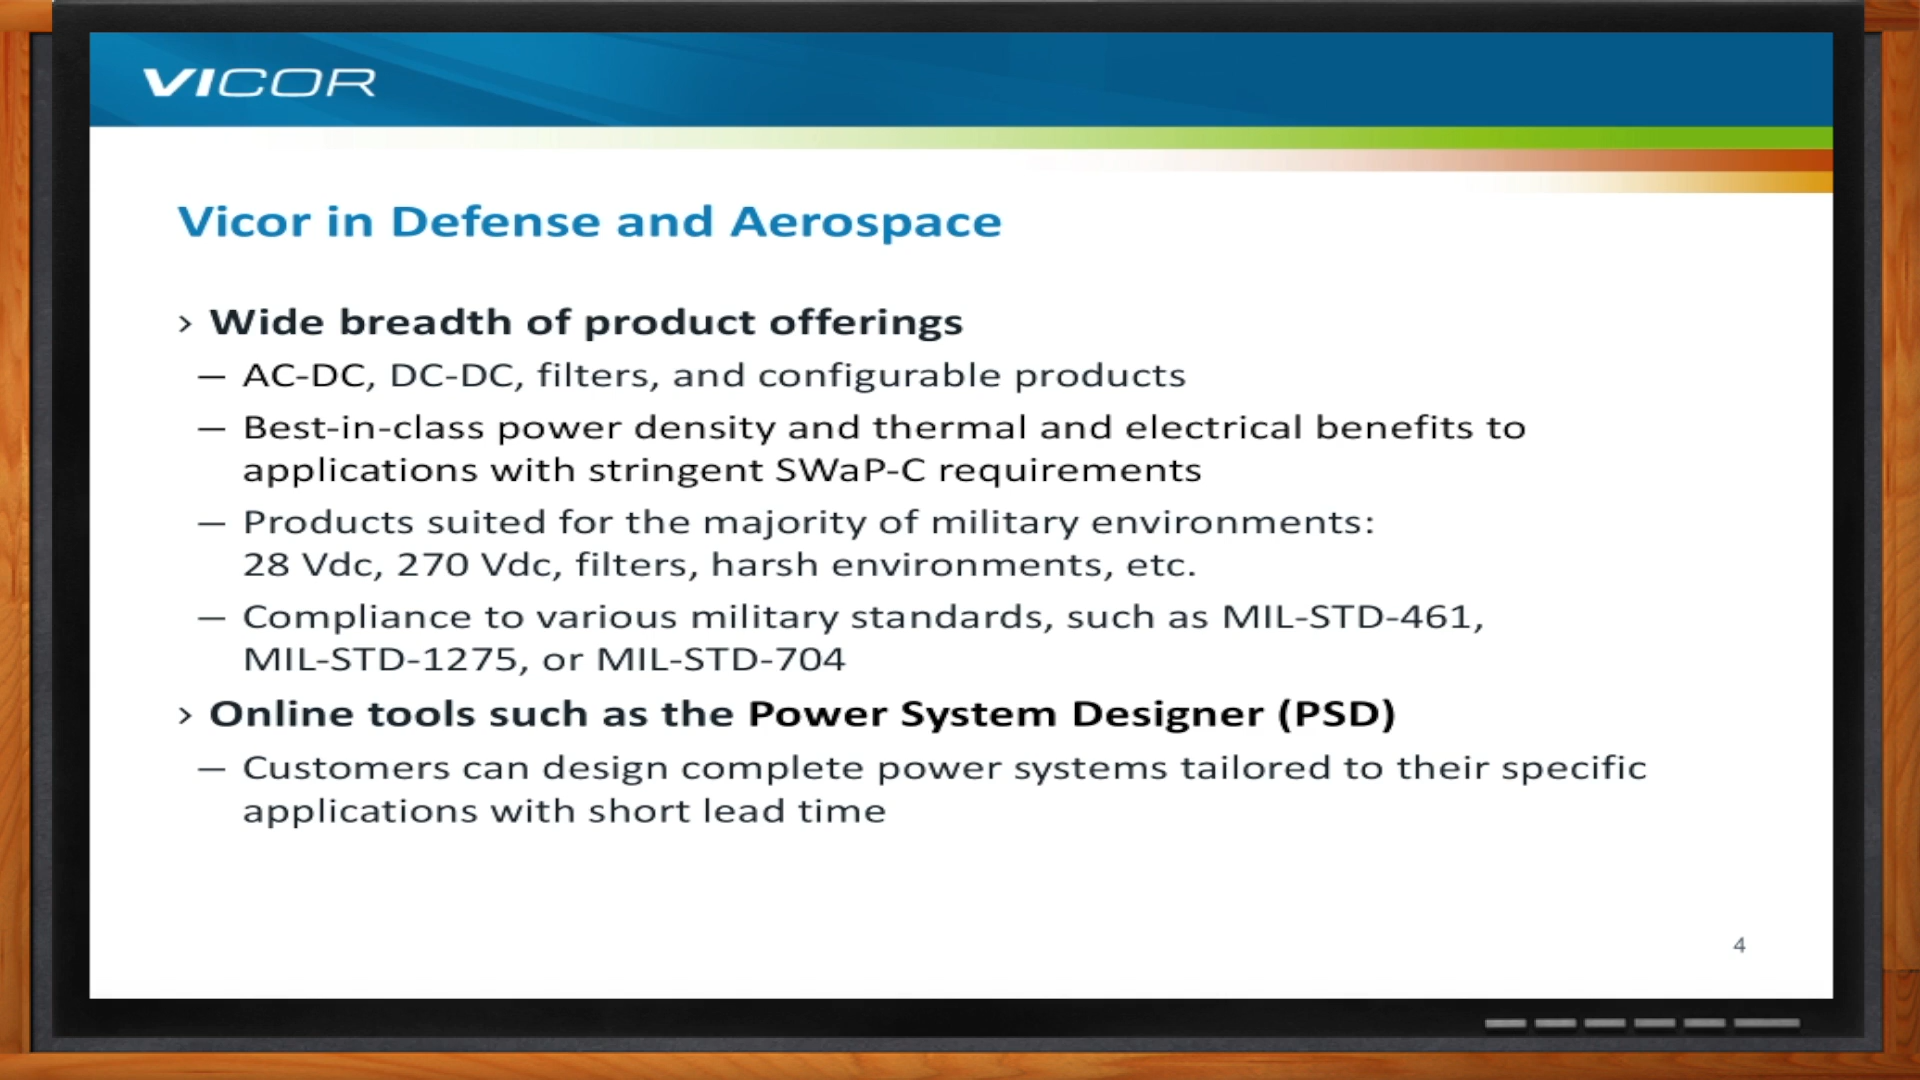 VICOR
Vicor in Defense and Aerospace
› Wide breadth of product offerings
– AC-DC, DC-DC, filters, and configurable products
– Best-in-class power density and thermal and electrical benefits to
applications with stringent SWaP-C requirements
– Products suited for the majority of military environments:
28 Vdc, 270 Vdc, filters, harsh environments, etc.
– Compliance to various military standards, such as MIL-STD-461,
MIL-STD-1275, or MIL-STD-704
› Online tools such as the Power System Designer (PSD)
– Customers can design complete power systems tailored to their specific
applications with short lead time
4